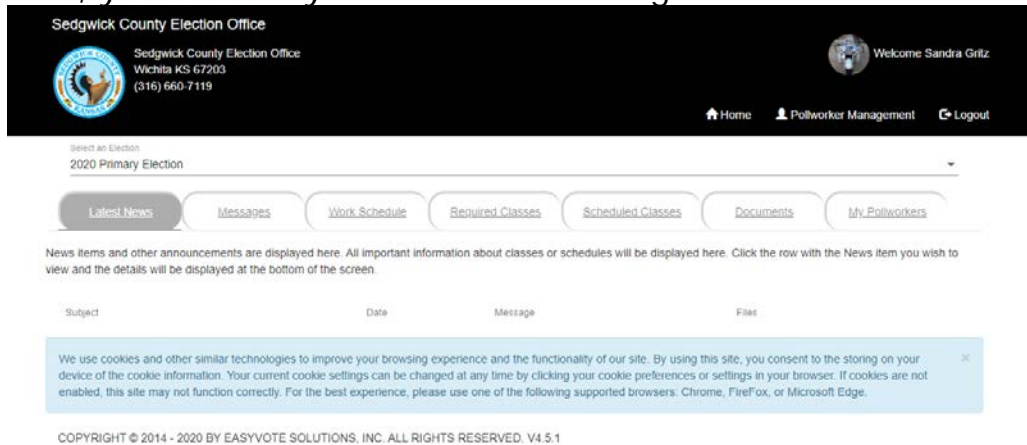 Sedgwick County Election Office
Sedgwick County Election Office
Wichita KS 67203
(316) 660-7119
Welcome Sandra Gritz
Home Pollworker Management Logout
Select an Election
2020 Primary Election
Latest News Messages Work Schedule Required Classes Scheduled Classes Documents My Pollworkers
News items and other announcements are displayed here. All important information about classes or schedules will be displayed here. Click the row with the News item you wish to
view and the details will be displayed at the bottom of the screen.
Subject Date Message Files
We use cookies and other similar technologies to improve your browsing experience and the functionality of our site. By using this site, you consent to the storing on your
device of the cookie information. Your current cookie settings can be changed at any time by clicking your cookie preferences or settings in your browser. If cookies are not
enabled, this site may not function correctly. For the best experience, please use one of the following supported browsers: Chrome, FireFox, or Microsoft Edge.
COPYRIGHT © 2014 - 2020 BY EASYVOTE SOLUTIONS, INC. ALL RIGHTS RESERVED. V4.5.1